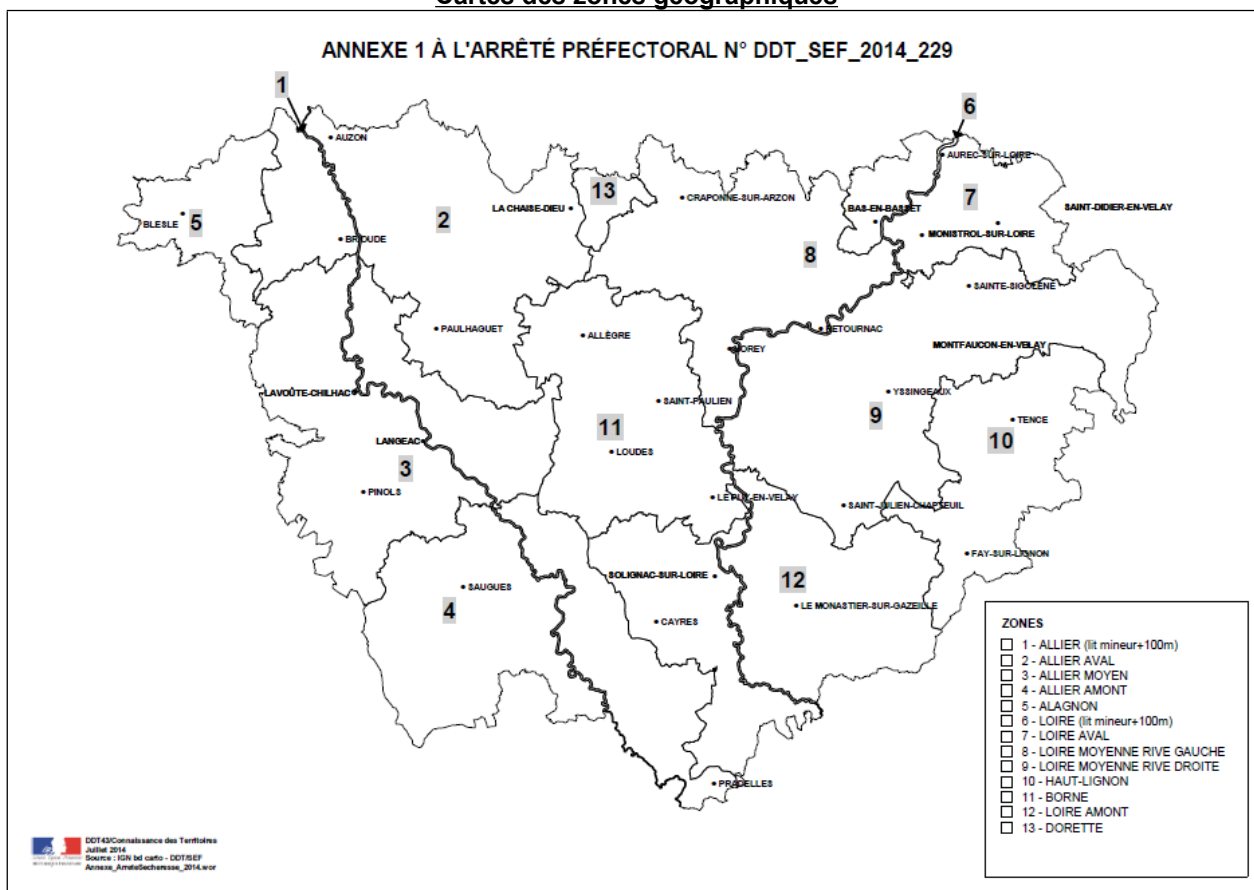 Cartes des zones géographiques
ANNEXE 1 À L'ARRÊTÉ PRÉFECTORAL N° DDT_SEF_2014_229
1
6
AUZON
AUREC-SUR-LOIRE
13
CRAPONNE-SUR-ARZON
7
LA CHAISE-DIEU
BAS-EN-BASSET
SAINT-DIDIER-EN-VELAY
BLESLE
5
2
MONISTROL-SUR-LOIRE
BRIOUDE
8
SAINTE-SIGOLÈNE
PAULHAGUET
ALLÈGRE
RETOURNAC
VOREY
MONTFAUCON-EN-VELAY
LAVOÛTE-CHILHAC
SAINT-PAULIEN
YSSINGEAUX
9
TENCE
LANGEAC
11
10
3
LOUDES
PINOLS
LE PUY-EN-VELAY
SAINT-JULIEN-CHAPTEUIL
FAY-SUR-LIGNON
SOLIGNAC-SUR-LOIRE
12
SAUGUES
4
LE MONASTIER-SUR-GAZEILLE
CAYRES
PRADELLES
ZONES
1 - ALLIER (lit mineur+100m)
2 - ALLIER AVAL
3 - ALLIER MOYEN
4 - ALLIER AMONT
5 - ALAGNON
6 - LOIRE (lit mineur+100m)
7 - LOIRE AVAL
8 - LOIRE MOYENNE RIVE GAUCHE
9 - LOIRE MOYENNE RIVE DROITE
10 - HAUT-LIGNON
11 - BORNE
12 - LOIRE AMONT
13 - DORETTE
DDT43/Connaissance des Territoires
Juillet 2014
Source : IGN bd carto - DDT/SEF
Annexe_ArreteSecheresse_2014.wor